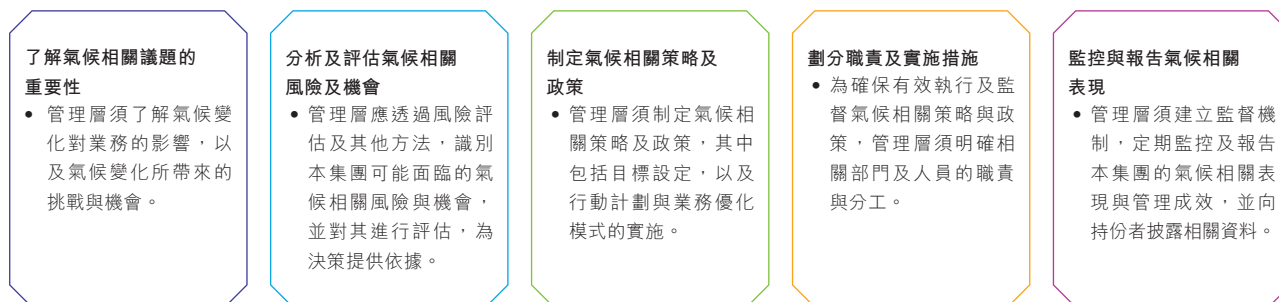 了解氣候相關議題的
重要性
• 管理層須了解氣候變
化對業務的影響，以
及氣候變化所帶來的
挑戰與機會。
分析及評估氣候相關
風險及機會
• 管理層應透過風險評
估及其他方法，識別
本集團可能面臨的氣
候相關風險與機會，
並對其進行評估，為
決策提供依據。
制定氣候相關策略及
政策
• 管理層須制定氣候相
關策略及政策，其中
包括目標設定，以及
行動計劃與業務優化
模式的實施。
劃分職責及實施措施
• 為確保有效執行及監
督氣候相關策略與政
策，管理層須明確相
關部門及人員的職責
與分工。
監控與報告氣候相關
表現
• 管理層須建立監督機
制，定期監控及報告
本集團的氣候相關表
現與管理成效，並向
持份者披露相關資料。